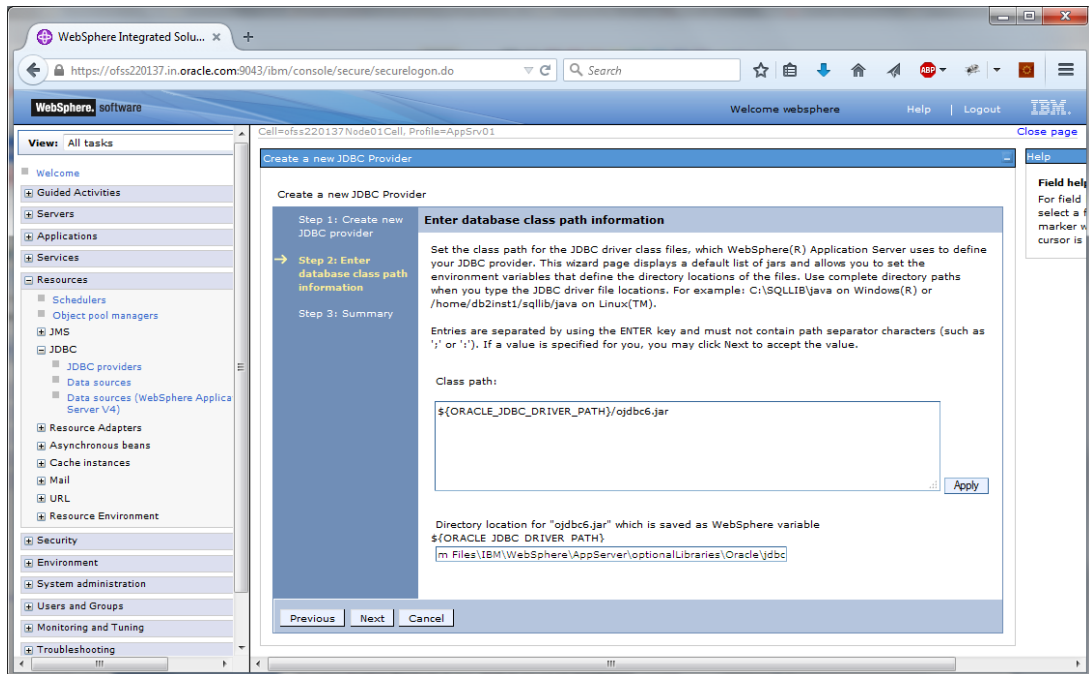 WebSphere Integrated Solu... ×
https://ofss220137.in.oracle.com:9043/ibm/console/secure/securelogon.do
Search
ABP
WebSphere. software
Welcome websphere
Help | Logout
IBM.
View: All tasks
Welcome
Guided Activities
Servers
Applications
Services
Resources
Schedulers
Object pool managers
JMS
JDBC
JDBC providers
Data sources
Data sources (WebSphere Applica
Server V4)
Resource Adapters
Asynchronous beans
Cache instances
Mail
URL
Resource Environment
Security
Environment
System administration
Users and Groups
Monitoring and Tuning
Troubleshooting
Cell=ofss220137Node01Cell, Profile=AppSrv01
Close page
Create a new JDBC Provider
Create a new JDBC Provider
Step 1: Create new
JDBC provider
Step 2: Enter
database class path
information
Step 3: Summary
Enter database class path information
Set the class path for the JDBC driver class files, which WebSphere(R) Application Server uses to define
your JDBC provider. This wizard page displays a default list of jars and allows you to set the
environment variables that define the directory locations of the files. Use complete directory paths
when you type the JDBC driver file locations. For example: C:\SQLLIB\java on Windows(R) or
/home/db2inst1/sqllib/java on Linux(TM).
Entries are separated by using the ENTER key and must not contain path separator characters (such as
';' or ':'). If a value is specified for you, you may click Next to accept the value.
Class path:
${ORACLE_JDBC_DRIVER_PATH}/ojdbc6.jar
Apply
Directory location for "ojdbc6.jar" which is saved as WebSphere variable
${ORACLE_JDBC_DRIVER_PATH}
m Files\IBM\WebSphere\AppServer\optionalLibraries\Oracle\jdbc
Previous Next Cancel
Help
Field help
For field
select a f
marker w
cursor is